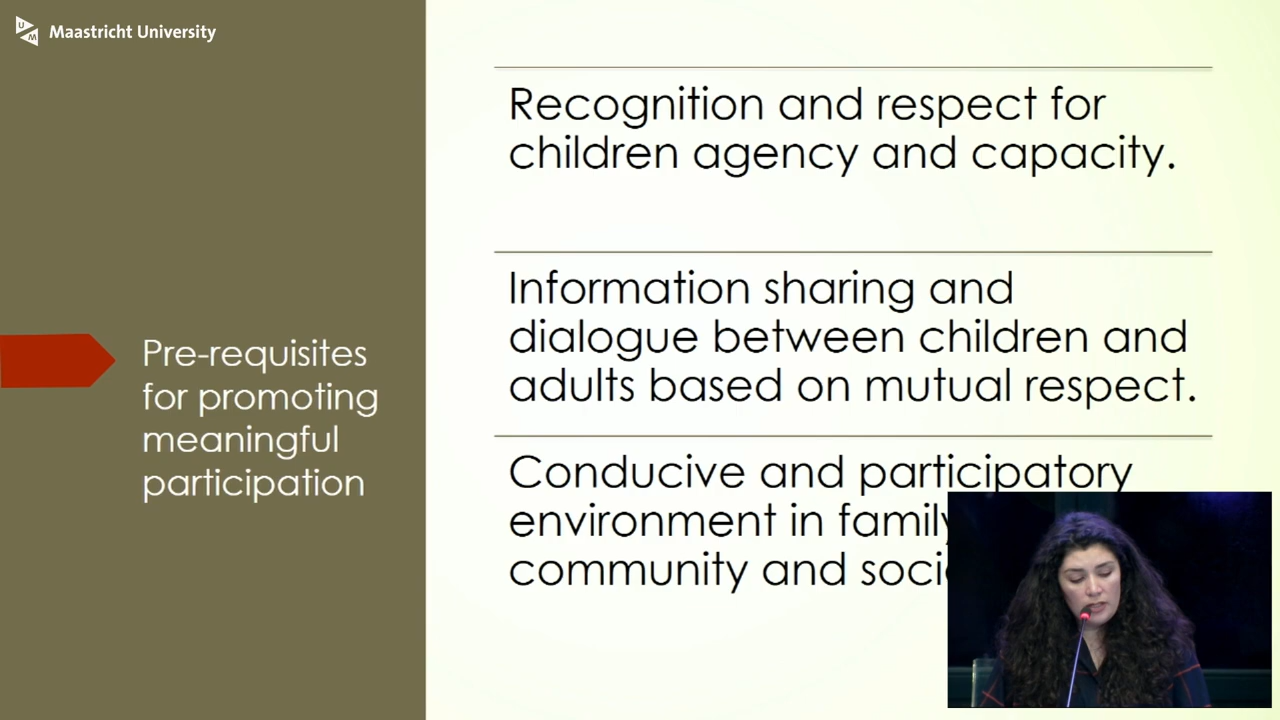 U
M
Maastricht University
Pre-requisites
for promoting
meaningful
participation
Recognition and respect for
children agency and capacity.
Information sharing and
dialogue between children and
adults based on mutual respect.
Conducive and participatory
environment in family
community and